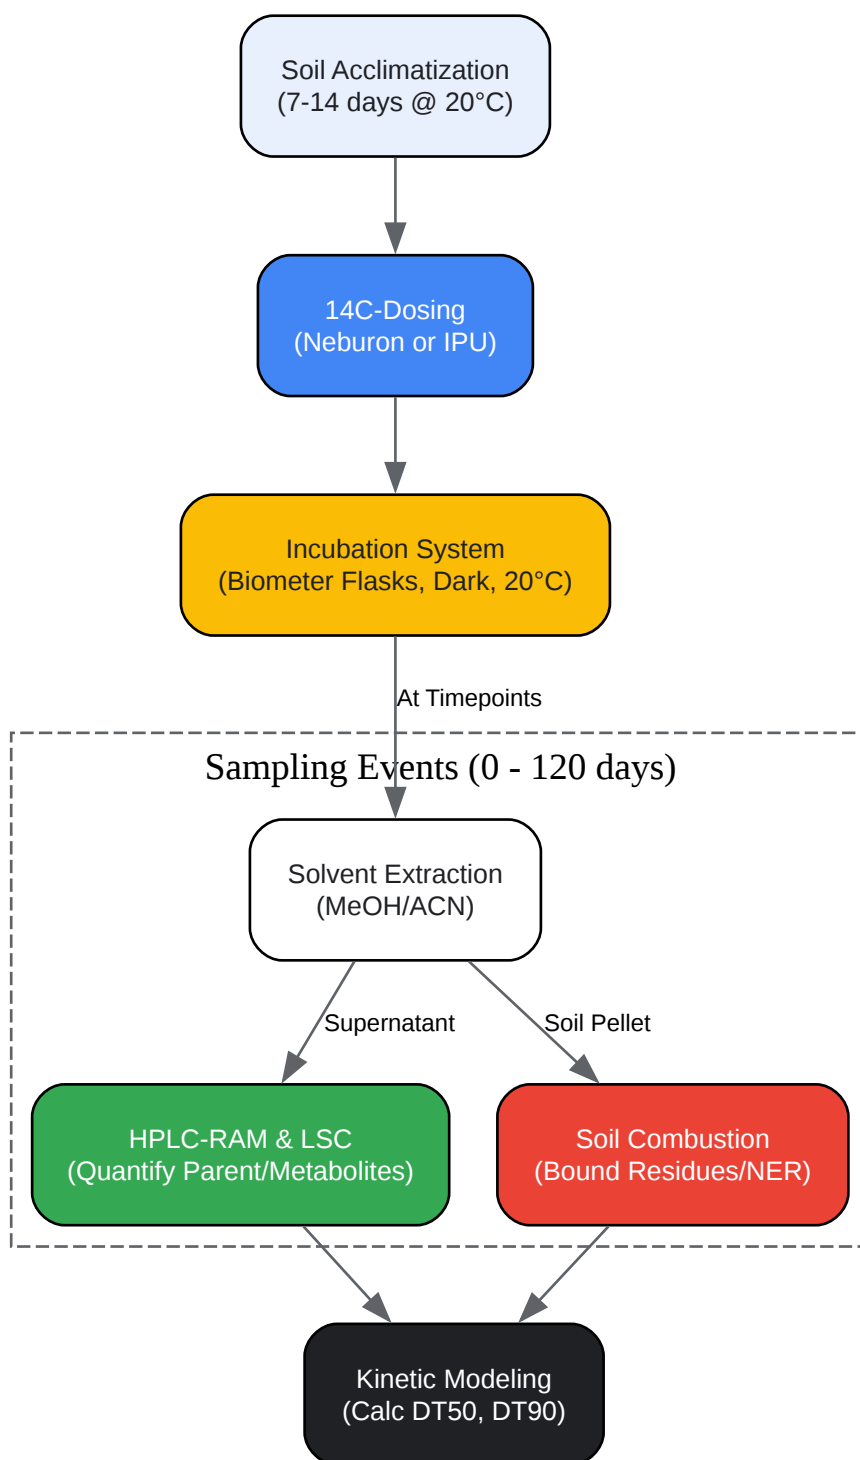 Soil Acclimatization
(7-14 days @ 20°C)
14C-Dosing
(Neburon or IPU)
Incubation System
(Biometer Flasks, Dark, 20°C)
At Timepoints
Sampling Events (0 - 120 days)
Solvent Extraction
(MeOH/ACN)
Supernatant
Soil Pellet
HPLC-RAM & LSC
(Quantify Parent/Metabolites)
Soil Combustion
(Bound Residues/NER)
Kinetic Modeling
(Calc DT50, DT90)